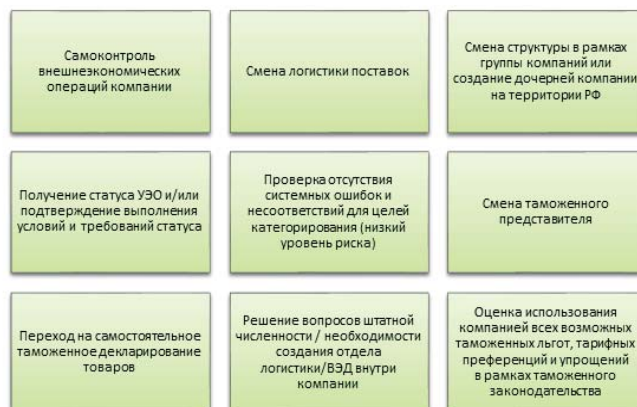 Самоконтроль
внешнеэкономических
операций компании
Смена логистики поставок
Смена структуры в рамках
группы компаний или
создание дочерней компании
на территории РФ
Получение статуса УЭО и/или
подтверждение выполнения
условий и требований статуса
Проверка отсутствия
системных ошибок и
несоответствий для целей
категорирования (низкий
уровень риска)
Смена таможенного
представителя
Переход на самостоятельное
таможенное декларирование
товаров
Решение вопросов штатной
численности / необходимости
создания отдела
логистики/ВЭД внутри
компании
Оценка использования
компанией всех возможных
таможенных льгот, тарифных
преференций и упрощений
в рамках таможенного
законодательства